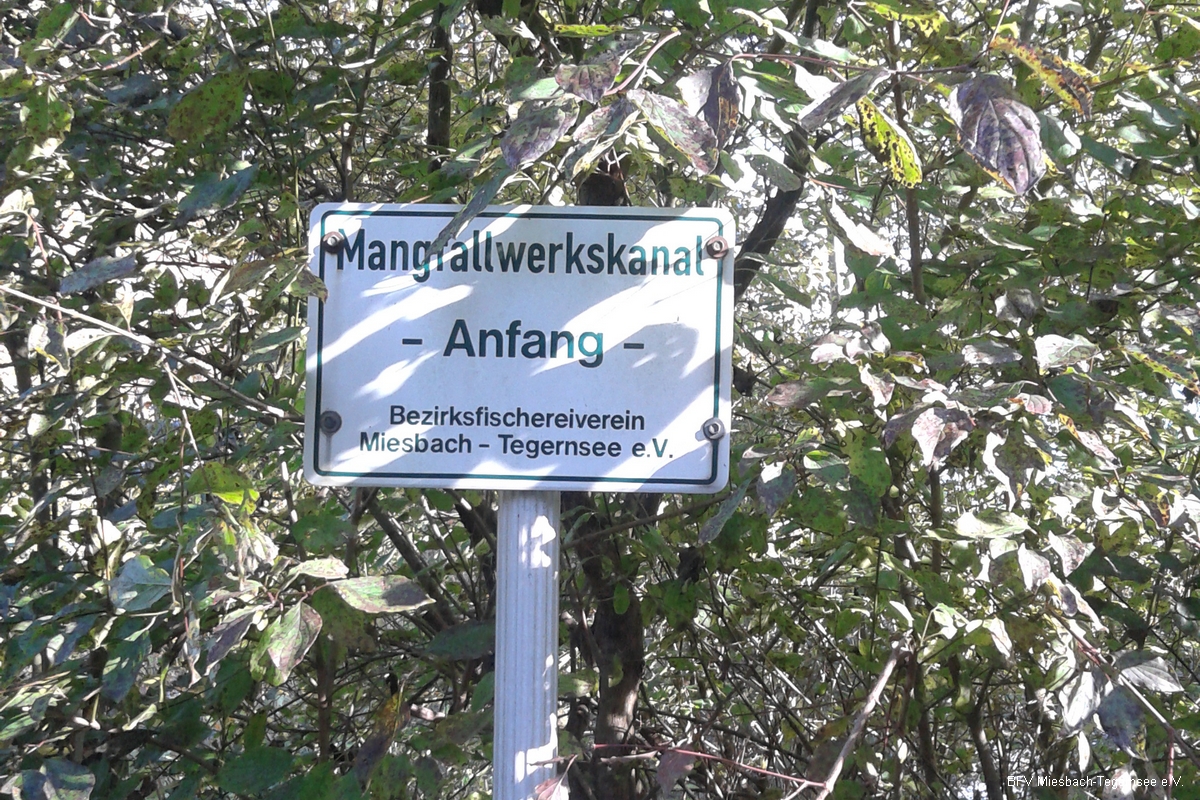 Mangfallwerkskanal
- Anfang -
Bezirksfischereiverein
Miesbach - Tegernsee e.V.
BFV Miesbach-Tegernsee e.V.